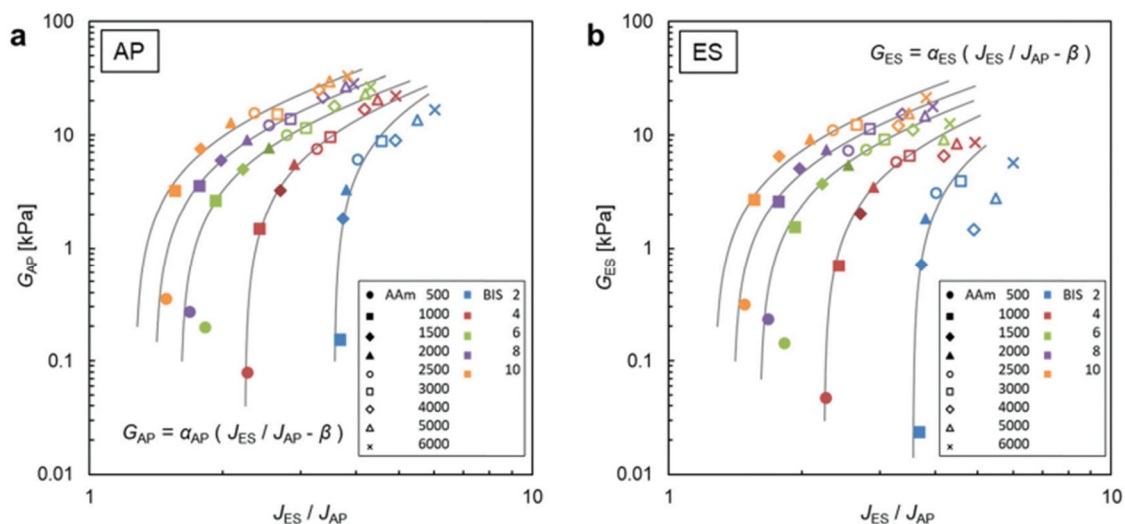 a
AP
100
10
1
0.1
0.01
G_AP [kPa]
G_AP = α_AP ( J_ES / J_AP - β )
AAm 500 BIS 2
1000 4
1500 6
2000 8
2500 10
3000
4000
5000
6000
1 10
J_ES / J_AP
b
ES
G_ES = α_ES ( J_ES / J_AP - β )
100
10
1
0.1
0.01
G_ES [kPa]
AAm 500 BIS 2
1000 4
1500 6
2000 8
2500 10
3000
4000
5000
6000
1 10
J_ES / J_AP